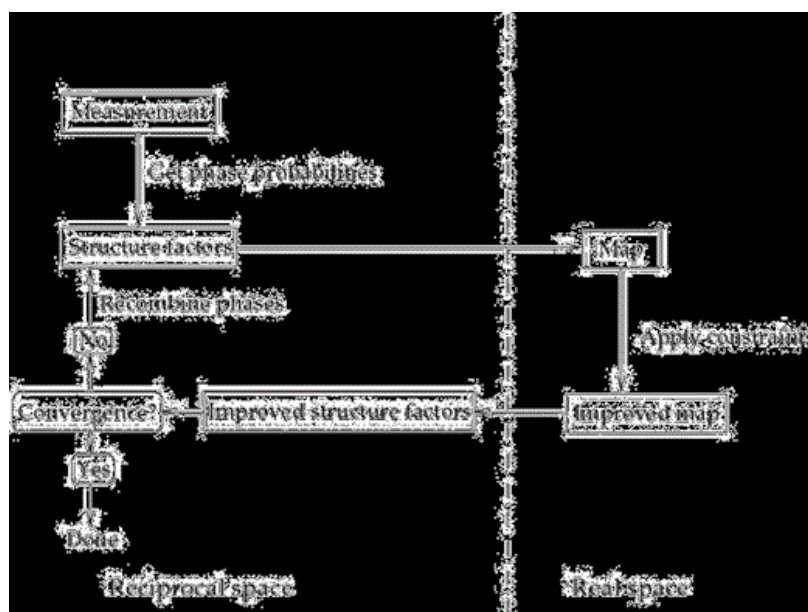 Measurement
Get phase probabilities
Structure factors
Map
Recombine phases
No
Apply constraints
Convergence?
Improved structure factors
Improved map
Yes
Done
Reciprocal space
Real space